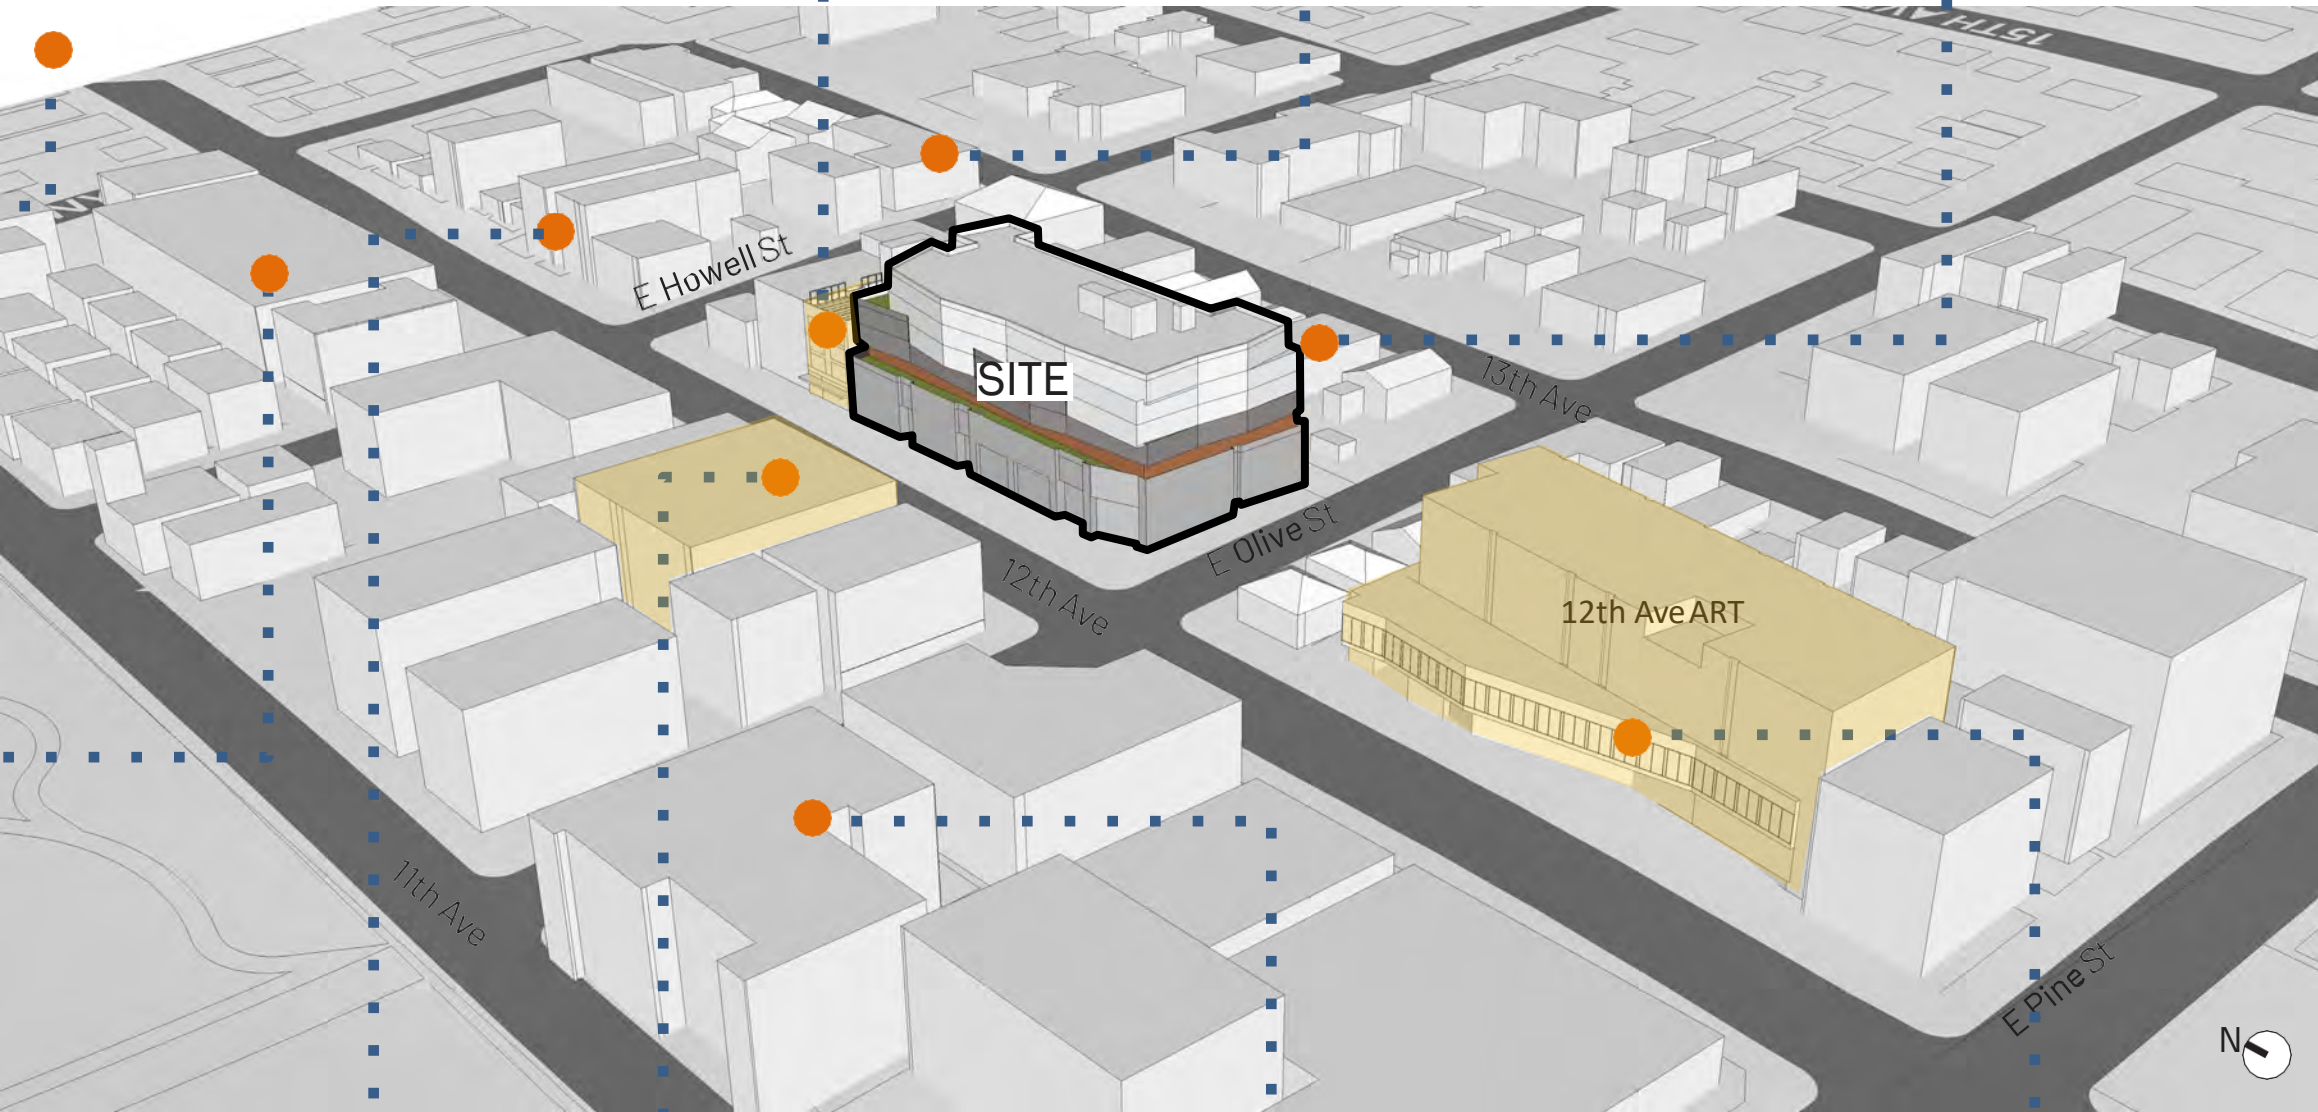 15TH AVE
E Howell St
SITE
13th Ave
E Olive St
12th Ave
12th Ave ART
11th Ave
E Pine St
N